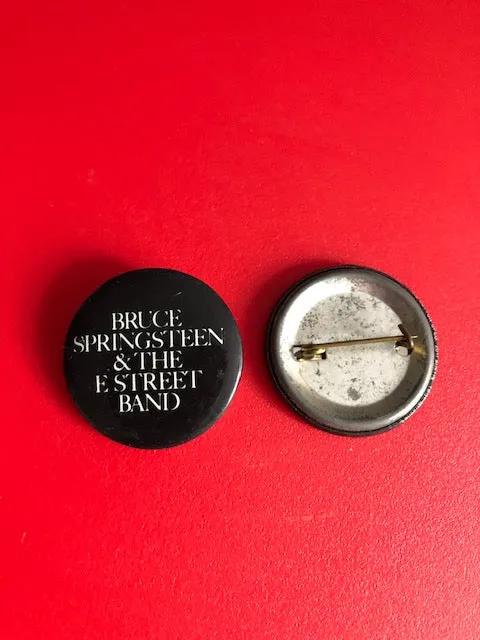 BRUCE
SPRINGSTEEN
& THE
E STREET
BAND